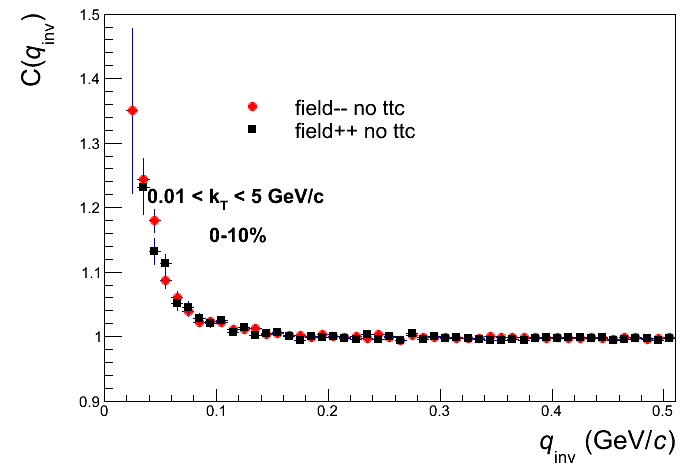 C(q_inv)
1.5
1.4
1.3
1.2
1.1
1
0.9
field-- no ttc
field++ no ttc
0.01 < k_T < 5 GeV/c
0-10%
0 0.1 0.2 0.3 0.4 0.5
q_inv (GeV/c)